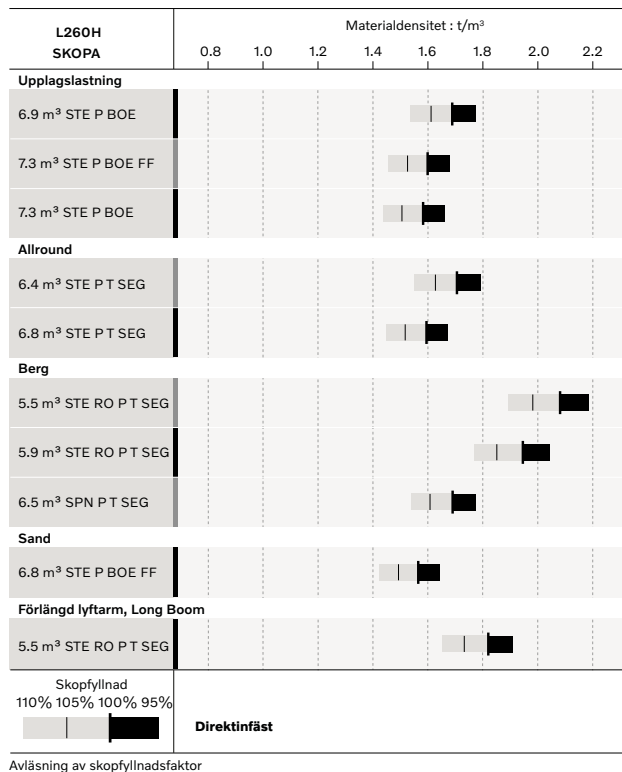 L260H
SKOPA
Materialdensitet : t/m³
0.8 1.0 1.2 1.4 1.6 1.8 2.0 2.2
Upplagslastning
6.9 m³ STE P BOE
7.3 m³ STE P BOE FF
7.3 m³ STE P BOE
Allround
6.4 m³ STE P T SEG
6.8 m³ STE P T SEG
Berg
5.5 m³ STE RO P T SEG
5.9 m³ STE RO P T SEG
6.5 m³ SPN P T SEG
Sand
6.8 m³ STE P BOE FF
Förlängd lyftarm, Long Boom
5.5 m³ STE RO P T SEG
Skopfyllnad
110% 105% 100% 95%
Direktinfäst
Avläsning av skopfyllnadsfaktor